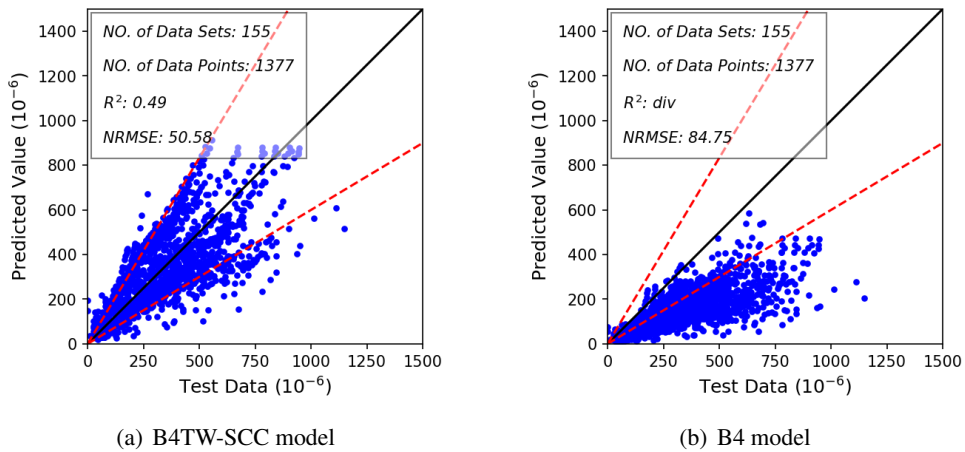 NO. of Data Sets: 155
NO. of Data Points: 1377
R²: 0.49
NRMSE: 50.58
1400
1200
1000
800
600
400
200
0
Predicted Value (10⁻⁶)
0 250 500 750 1000 1250 1500
Test Data (10⁻⁶)
(a) B4TW-SCC model
NO. of Data Sets: 155
NO. of Data Points: 1377
R²: div
NRMSE: 84.75
1400
1200
1000
800
600
400
200
0
Predicted Value (10⁻⁶)
0 250 500 750 1000 1250 1500
Test Data (10⁻⁶)
(b) B4 model